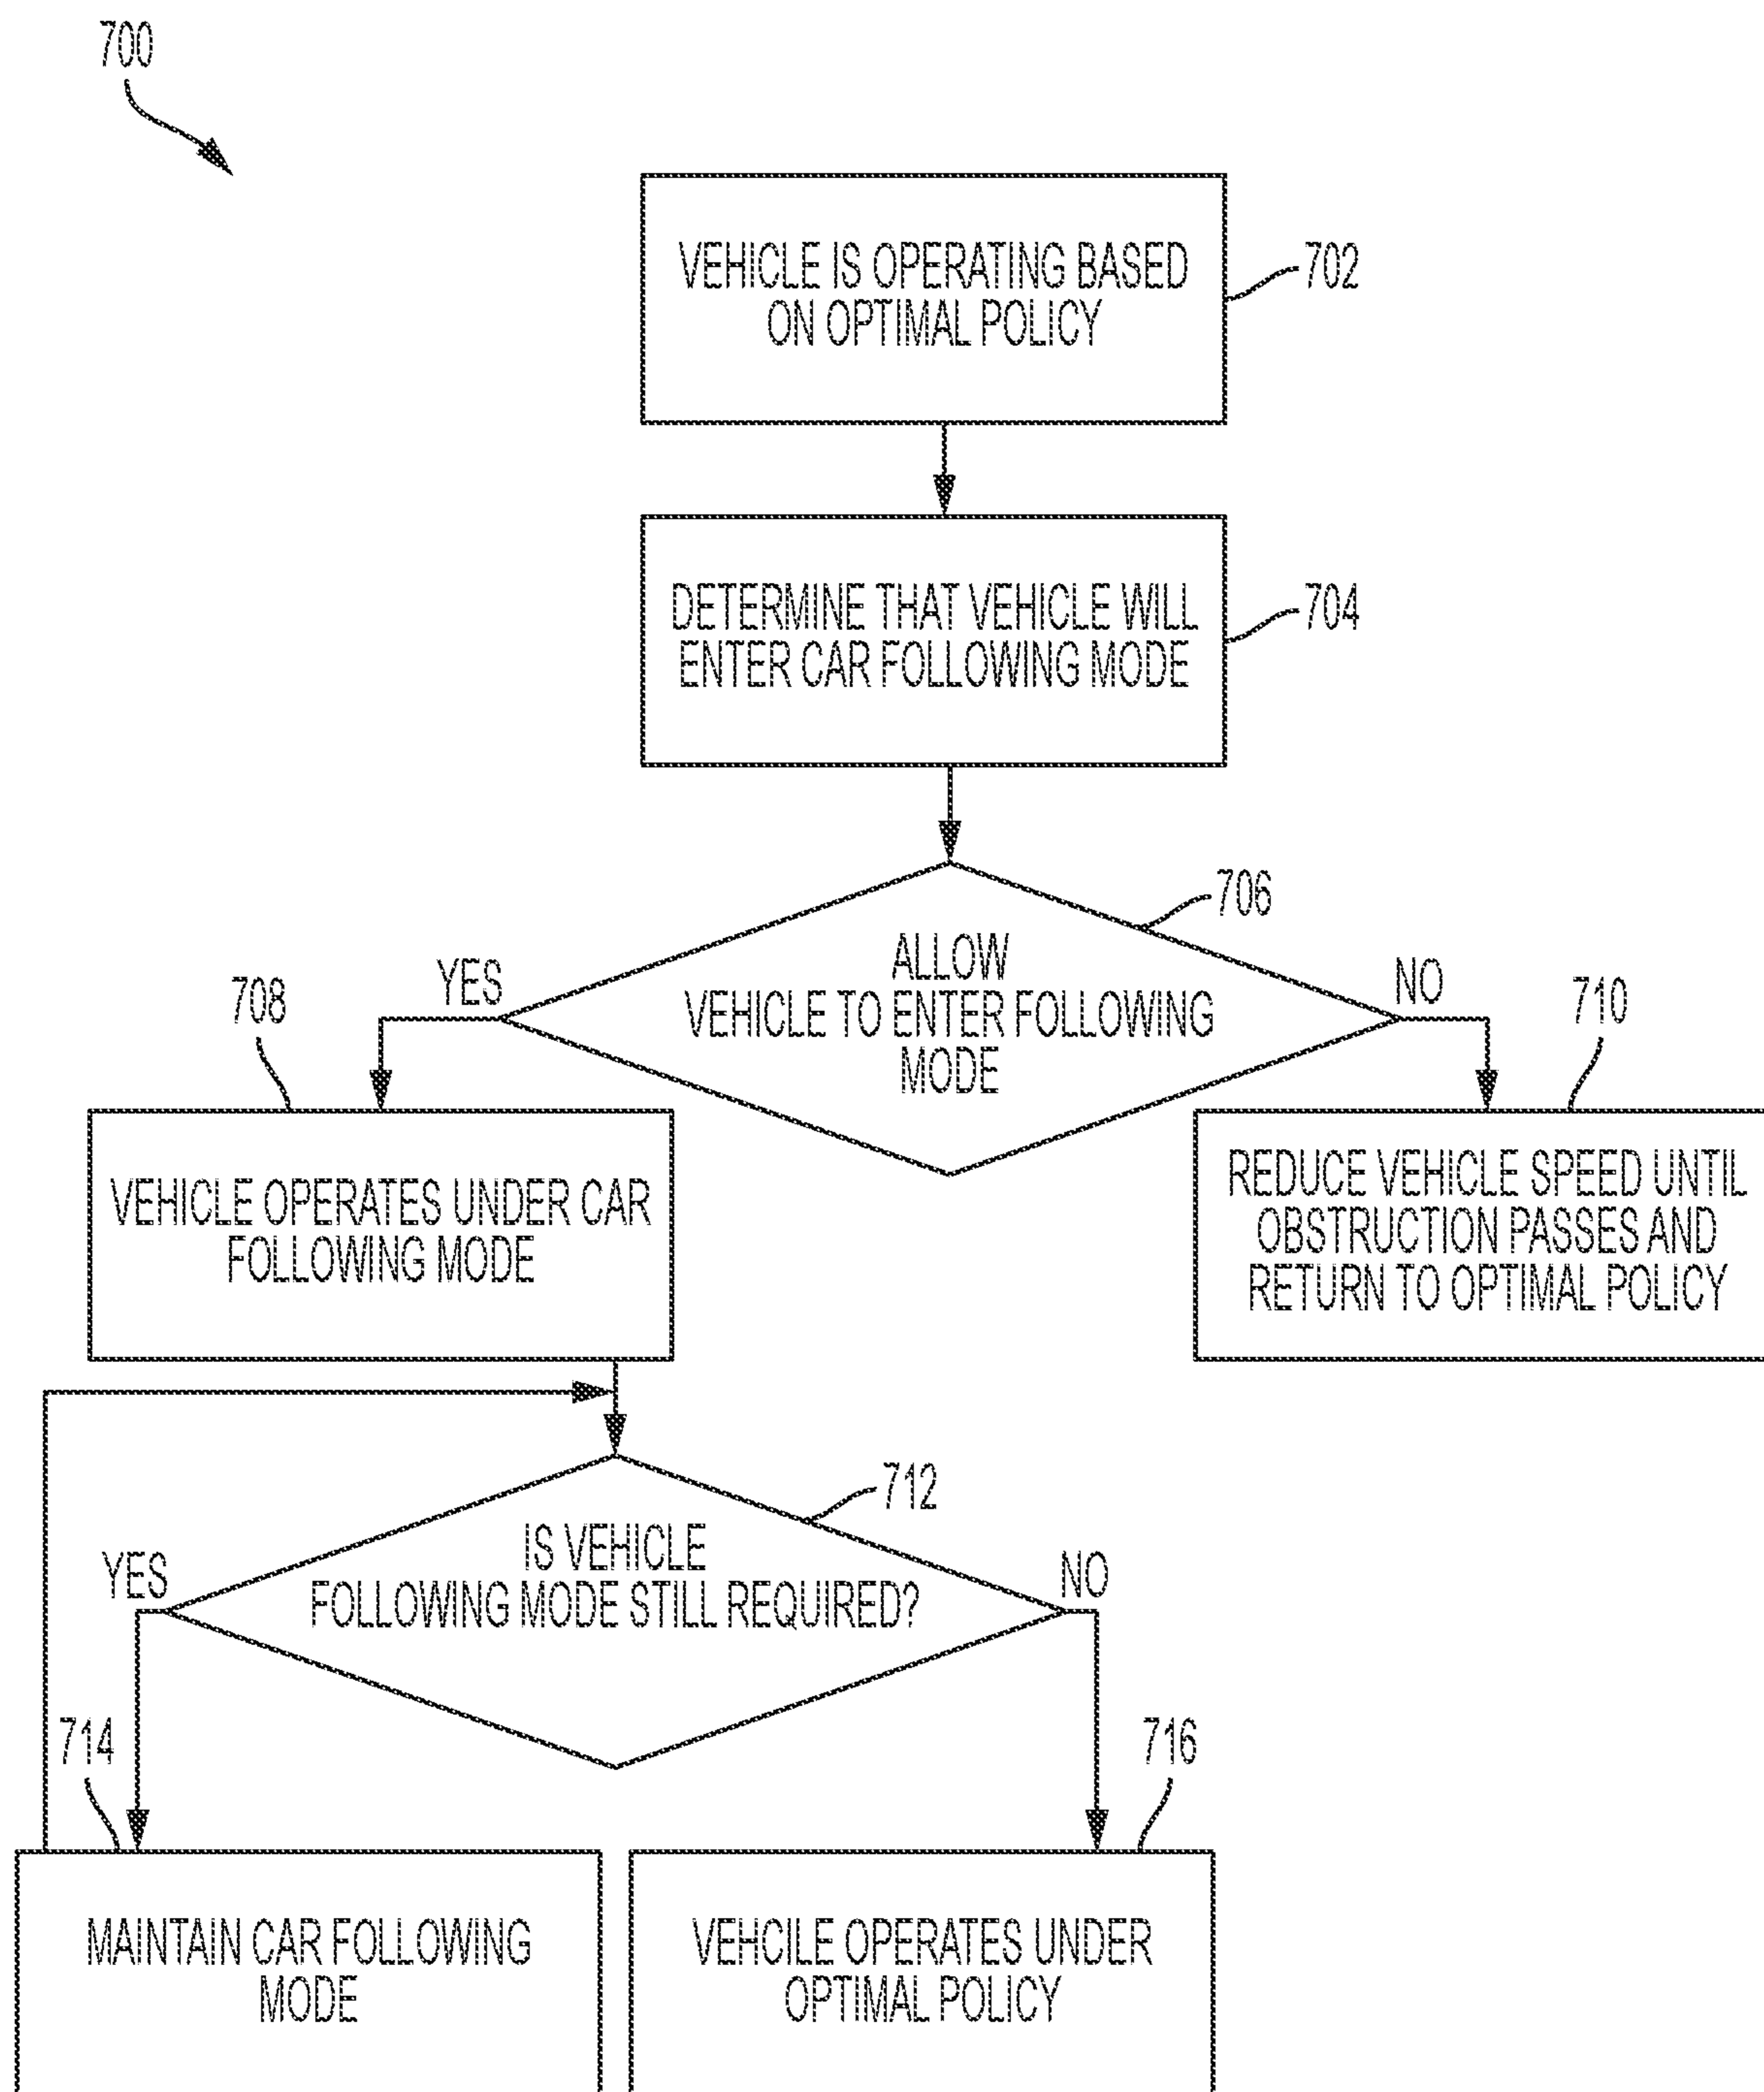 700
VEHICLE IS OPERATING BASED
ON OPTIMAL POLICY
702
DETERMINE THAT VEHICLE WILL
ENTER CAR FOLLOWING MODE
704
706
ALLOW
VEHICLE TO ENTER FOLLOWING
MODE
YES
NO
708
710
VEHICLE OPERATES UNDER CAR
FOLLOWING MODE
REDUCE VEHICLE SPEED UNTIL
OBSTRUCTION PASSES AND
RETURN TO OPTIMAL POLICY
712
IS VEHICLE
FOLLOWING MODE STILL REQUIRED?
YES
NO
714
716
MAINTAIN CAR FOLLOWING
MODE
VEHCILE OPERATES UNDER
OPTIMAL POLICY